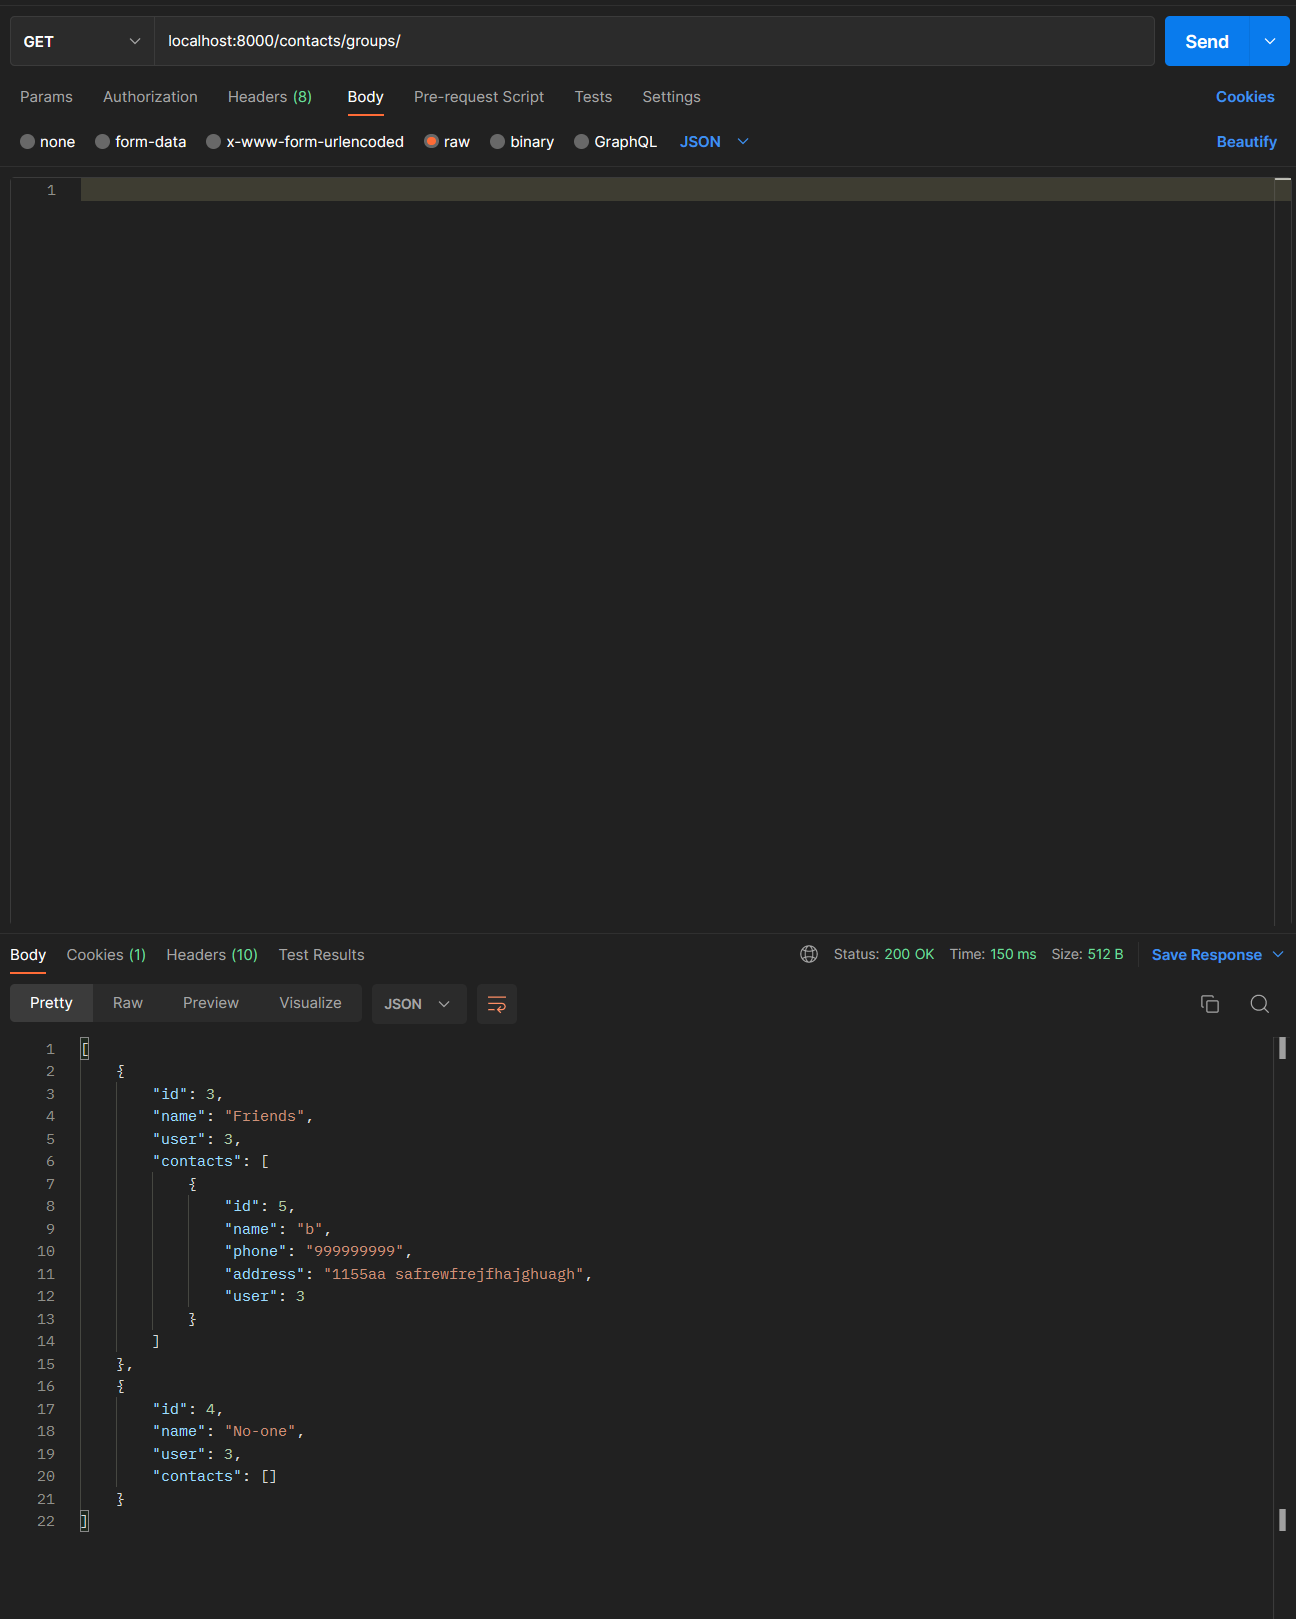 GET localhost:8000/contacts/groups/ Send
Params Authorization Headers (8) Body Pre-request Script Tests Settings Cookies
none form-data x-www-form-urlencoded raw binary GraphQL JSON Beautify
1
Body Cookies (1) Headers (10) Test Results Status: 200 OK Time: 150 ms Size: 512 B Save Response
Pretty Raw Preview Visualize JSON
1 [
2 {
3 "id": 3,
4 "name": "Friends",
5 "user": 3,
6 "contacts": [
7 {
8 "id": 5,
9 "name": "b",
10 "phone": "999999999",
11 "address": "1155aa safrewfrejfhajghuagh",
12 "user": 3
13 }
14 ]
15 },
16 {
17 "id": 4,
18 "name": "No-one",
19 "user": 3,
20 "contacts": []
21 }
22 ]